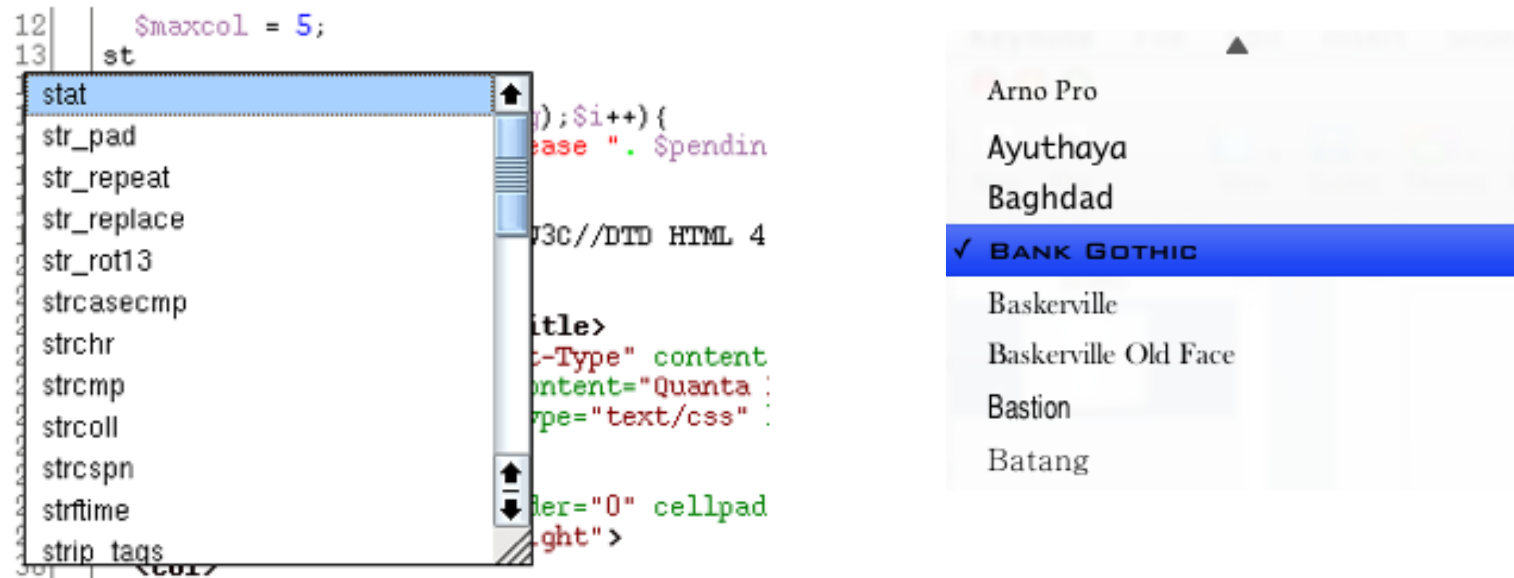 12 $maxcol = 5;
13 st
stat
str_pad
str_repeat
str_replace
str_rot13
strcasecmp
strchr
strcmp
strcoll
strcspn
strftime
strip_tags
);$i++){
ease ". $pendin
W3C//DTD HTML 4
itle>
t-Type" content
ontent="Quanta
ype="text/css"
der="0" cellpad
ght">
Arno Pro
Ayuthaya
Baghdad
✓ BANK GOTHIC
Baskerville
Baskerville Old Face
Bastion
Batang